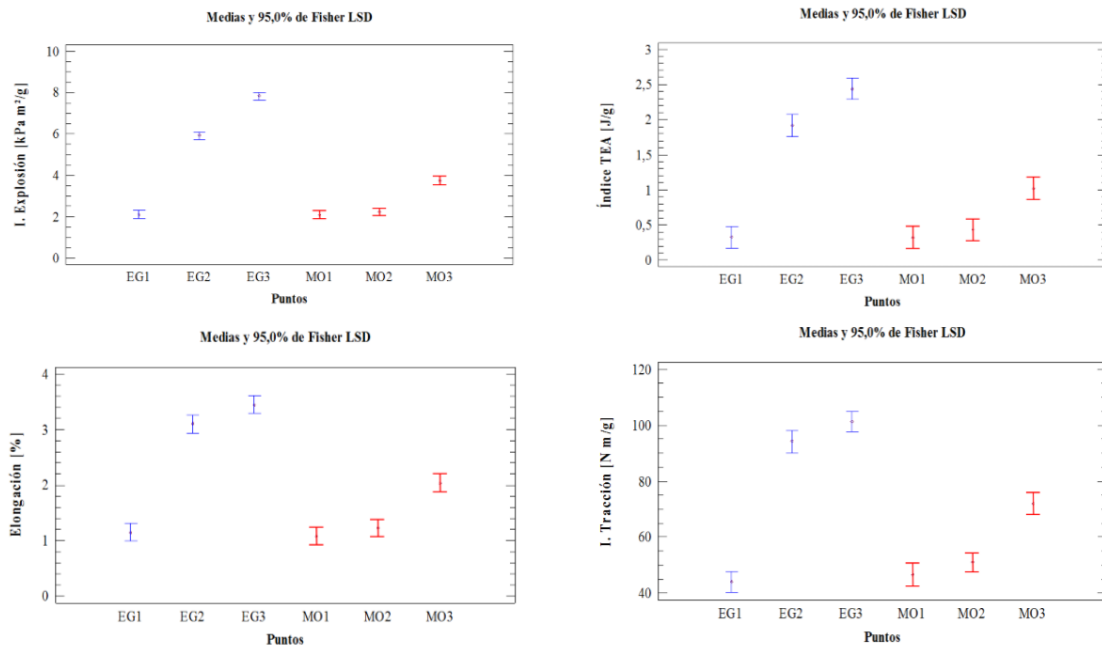 Medias y 95,0% de Fisher LSD
I. Explosión [kPa m²/g]
10
8
6
4
2
0
EG1 EG2 EG3 MO1 MO2 MO3
Puntos
Medias y 95,0% de Fisher LSD
Índice TEA [J/g]
3
2,5
2
1,5
1
0,5
0
EG1 EG2 EG3 MO1 MO2 MO3
Puntos
Medias y 95,0% de Fisher LSD
Elongación [%]
4
3
2
1
0
EG1 EG2 EG3 MO1 MO2 MO3
Puntos
Medias y 95,0% de Fisher LSD
I. Tracción [N m/g]
120
100
80
60
40
EG1 EG2 EG3 MO1 MO2 MO3
Puntos